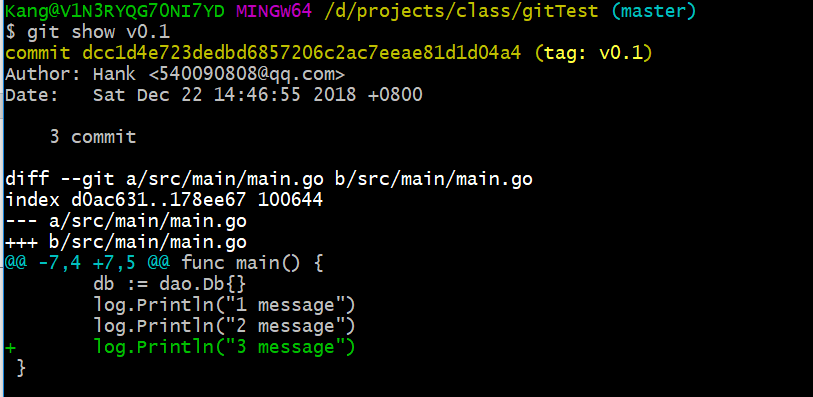 Kang@V1N3RYQG70NI7YD MINGW64 /d/projects/class/gitTest (master)
$ git show v0.1
commit dcc1d4e723dedbd6857206c2ac7eeae81d1d04a4 (tag: v0.1)
Author: Hank <540090808@qq.com>
Date:   Sat Dec 22 14:46:55 2018 +0800

    3 commit

diff --git a/src/main/main.go b/src/main/main.go
index d0ac631..178ee67 100644
--- a/src/main/main.go
+++ b/src/main/main.go
@@ -7,4 +7,5 @@ func main() {
        db := dao.Db{}
        log.Println("1 message")
        log.Println("2 message")
+       log.Println("3 message")
 }